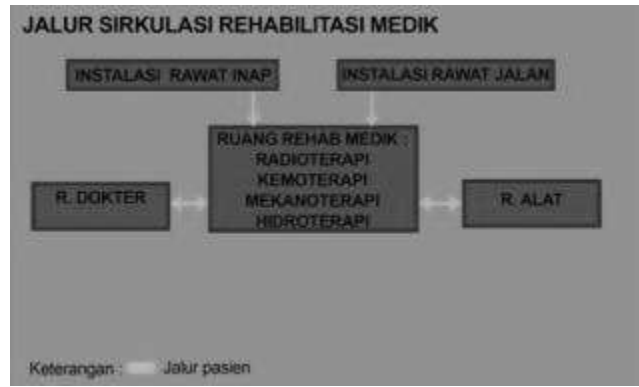 JALUR SIRKULASI REHABILITASI MEDIK
INSTALASI RAWAT INAP
INSTALASI RAWAT JALAN
RUANG REHAB MEDIK :
RADIOTERAPI
KEMOTERAPI
MEKANOTERAPI
HIDROTERAPI
R. DOKTER
R. ALAT
Keterangan : Jalur pasien